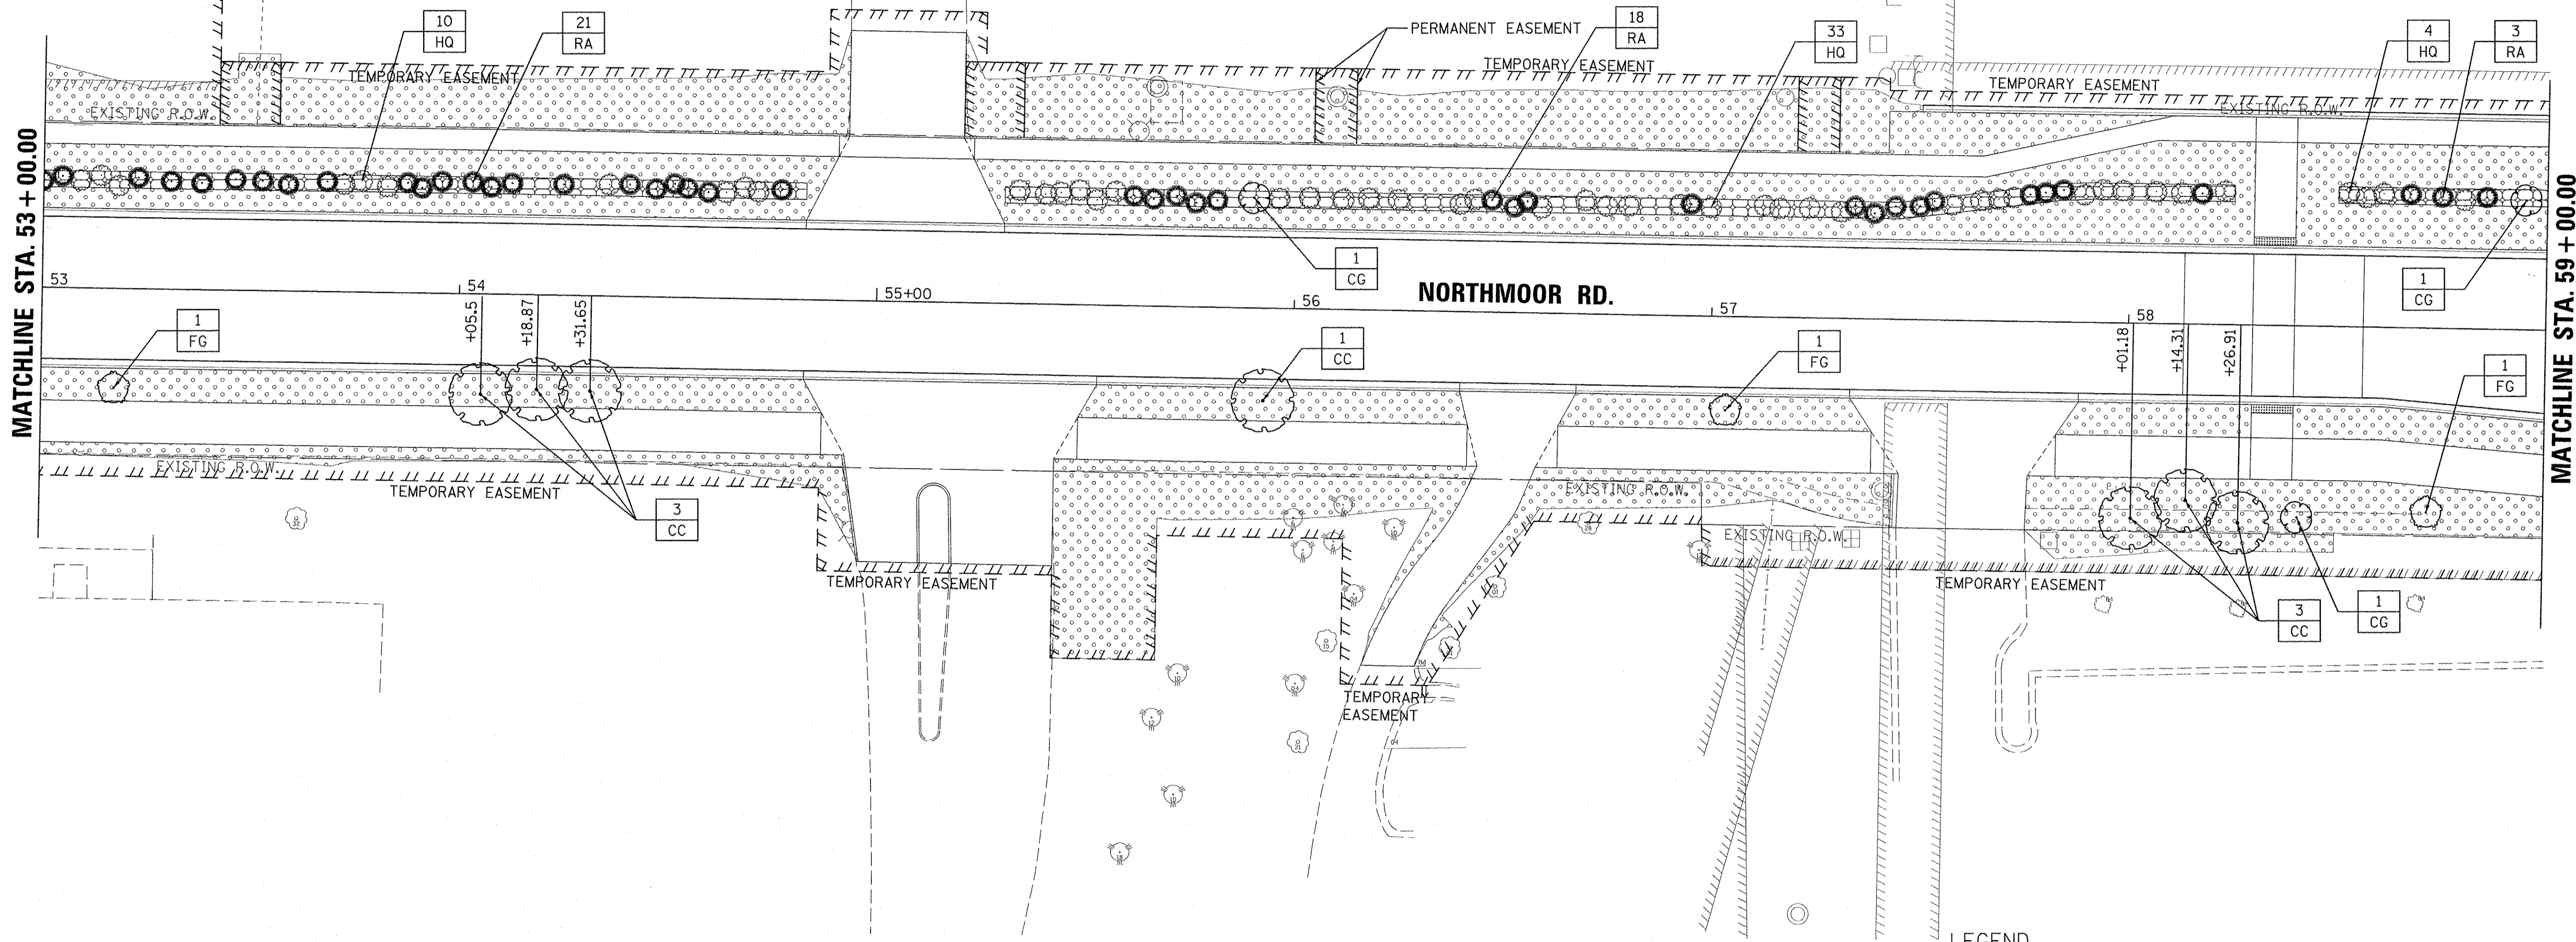 10
HQ
21
RA
PERMANENT EASEMENT
18
RA
33
HQ
4
HQ
3
RA
TEMPORARY EASEMENT
TEMPORARY EASEMENT
TEMPORARY EASEMENT
EXISTING R.O.W.
EXISTING R.O.W.
MATCHLINE STA. 53+00.00
MATCHLINE STA. 59+00.00
1
CG
1
CG
53
54
55+00
56
NORTHMOOR RD.
57
58
1
FG
+05.5
+18.87
+31.65
1
CC
1
FG
+01.18
+14.31
+26.91
1
FG
EXISTING R.O.W.
TEMPORARY EASEMENT
3
CC
EXISTING R.O.W.
EXISTING R.O.W.
TEMPORARY EASEMENT
TEMPORARY EASEMENT
3
CC
1
CG
TEMPORARY
EASEMENT
LEGEND